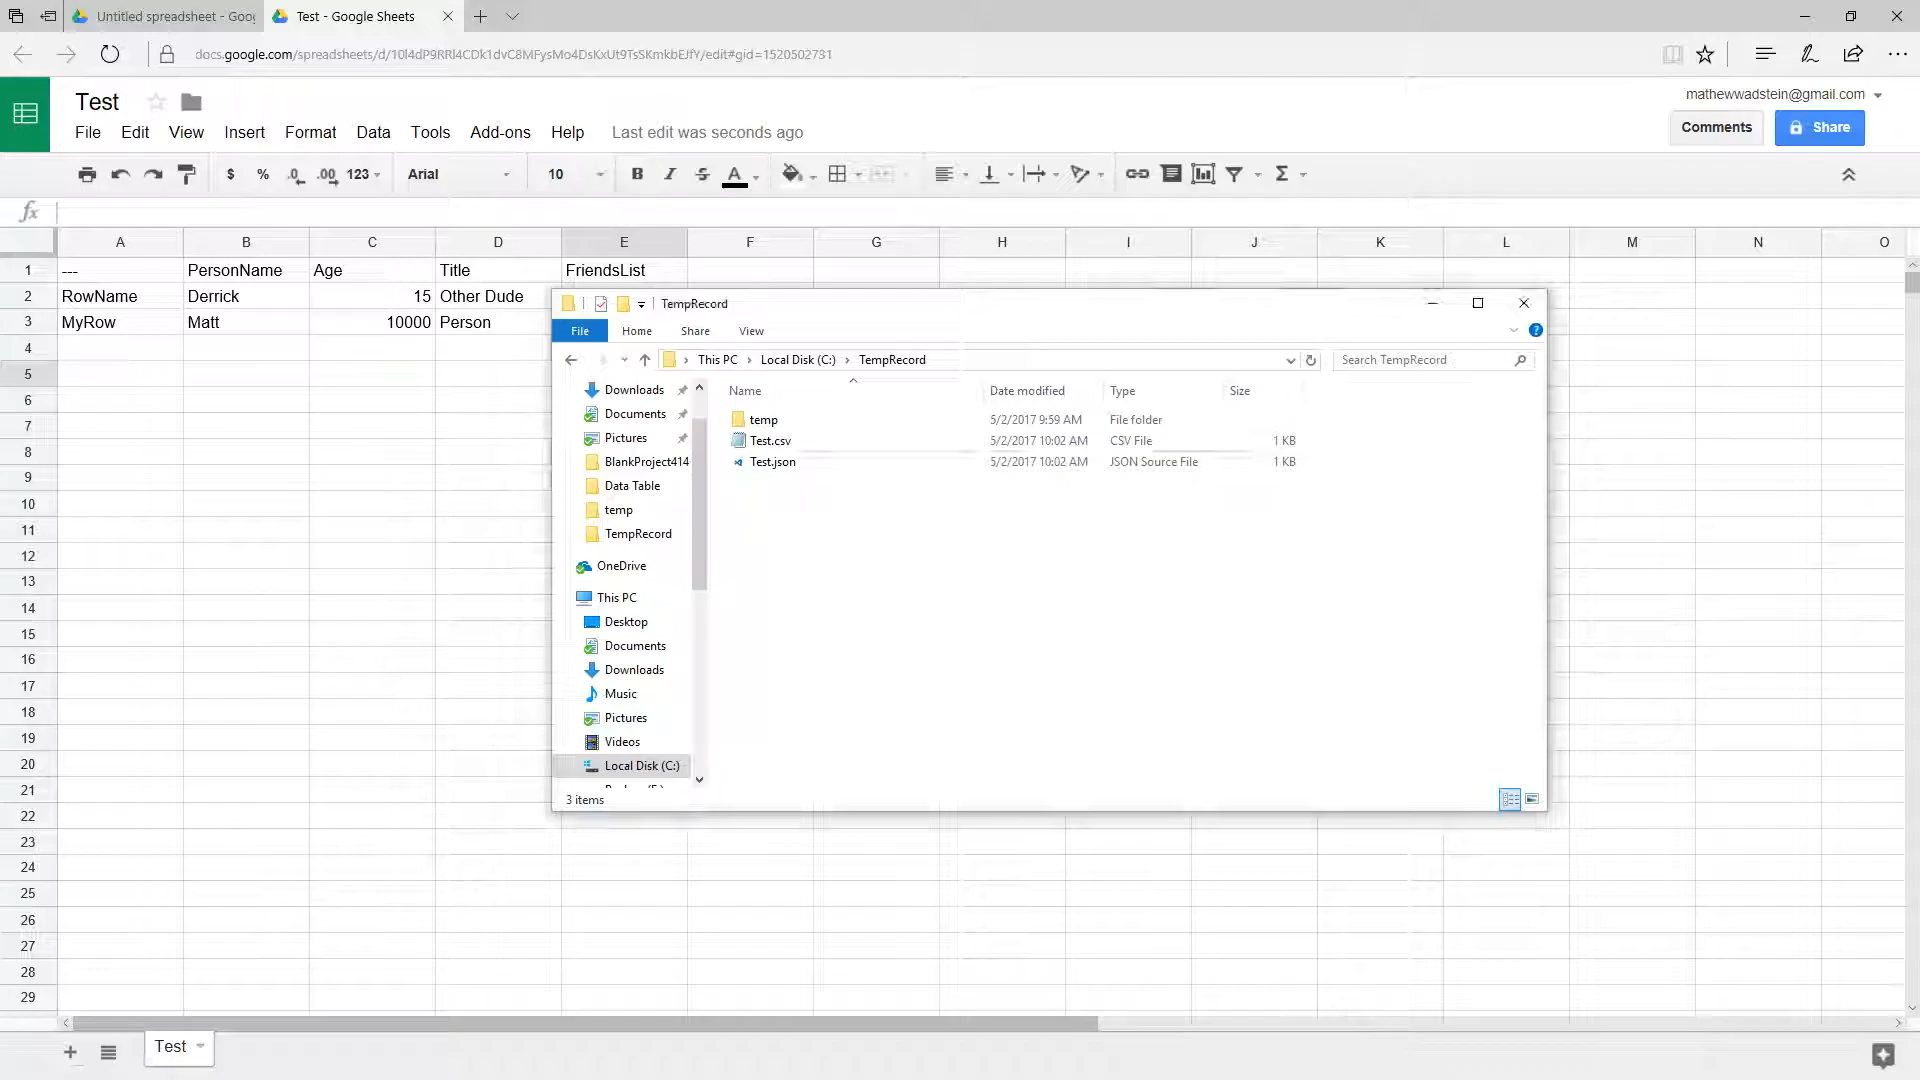 Untitled spreadsheet - Goo
Test - Google Sheets
docs.google.com/spreadsheets/d/10l4dP9RRl4CDk1dvC8MFysMo4DsKxUt9TsSKmkbEJfY/edit#gid=1520502731
Test
mathewwadstein@gmail.com
File Edit View Insert Format Data Tools Add-ons Help Last edit was seconds ago
Comments
Share
$ % .0 .00 123 Arial 10 B I S A Σ
fx
A B C D E F G H I J K L M N O
1 --- PersonName Age Title FriendsList
2 RowName Derrick 15 Other Dude
3 MyRow Matt 10000 Person
4
5
6
7
8
9
10
11
12
13
14
15
16
17
18
19
20
21
22
23
24
25
26
27
28
29
TempRecord
File Home Share View
This PC Local Disk (C:) TempRecord
Search TempRecord
Name Date modified Type Size
temp 5/2/2017 9:59 AM File folder
Test.csv 5/2/2017 10:02 AM CSV File 1 KB
Test.json 5/2/2017 10:02 AM JSON Source File 1 KB
Downloads
Documents
Pictures
BlankProject414
Data Table
temp
TempRecord
OneDrive
This PC
Desktop
Documents
Downloads
Music
Pictures
Videos
Local Disk (C:)
3 items
Test